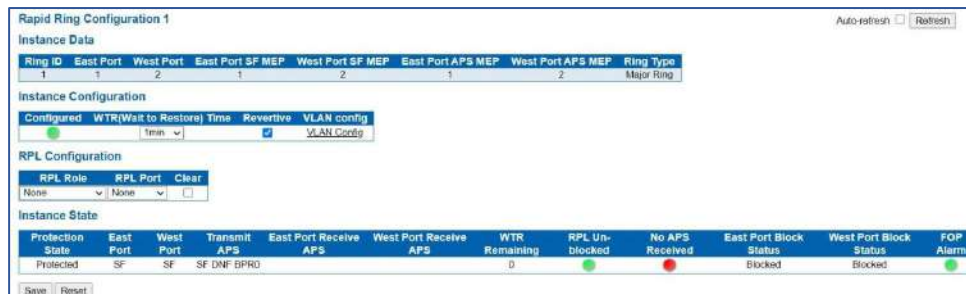 Rapid Ring Configuration 1
Auto-refresh Refresh
Instance Data
Ring ID East Port West Port East Port SF MEP West Port SF MEP East Port APS MEP West Port APS MEP Ring Type
1 1 2 1 2 1 2 Major Ring
Instance Configuration
Configured WTR(Wait to Restore) Time Revertive VLAN config
1min VLAN Config
RPL Configuration
RPL Role RPL Port Clear
None None
Instance State
Protection East West Transmit East Port Receive West Port Receive WTR RPL Un- No APS East Port Block West Port Block FOP
State Port Port APS APS APS Remaining blocked Received Status Status Alarm
Protected SF SF SF DNF BPR0 0 Blocked Blocked
Save Reset